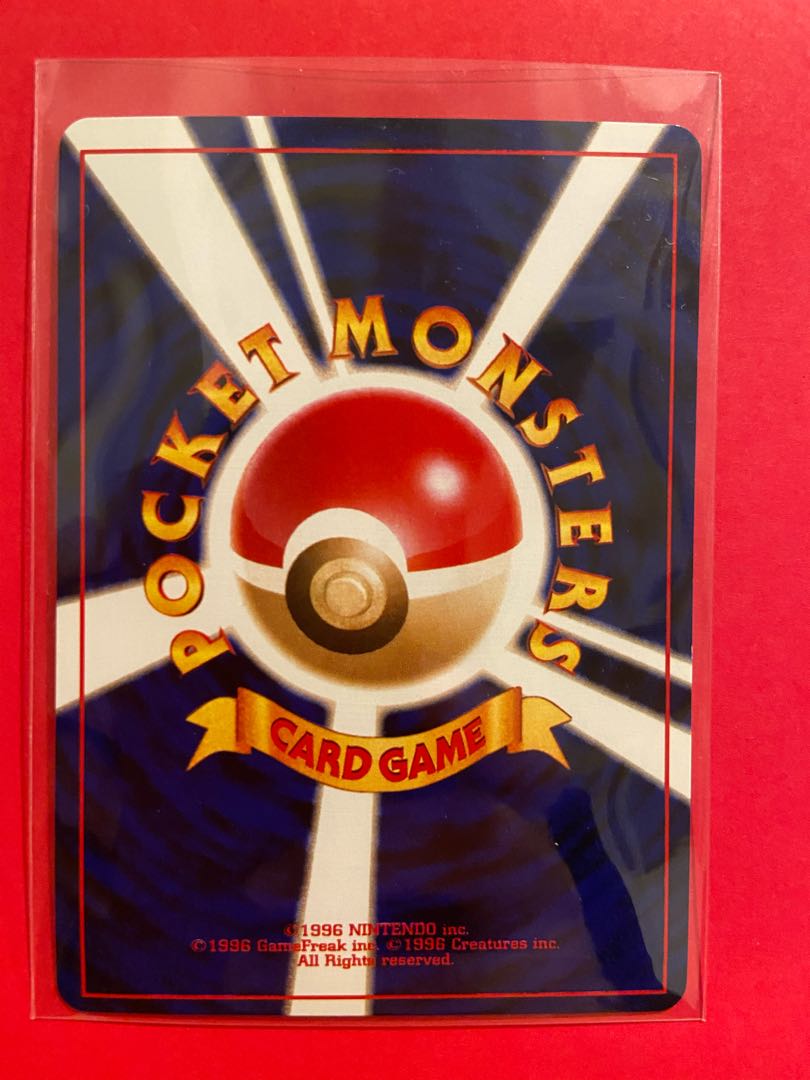 POCKET MONSTERS
CARD GAME
©1996 NINTENDO inc.
©1996 GameFreak inc. ©1996 Creatures inc.
All Rights reserved.